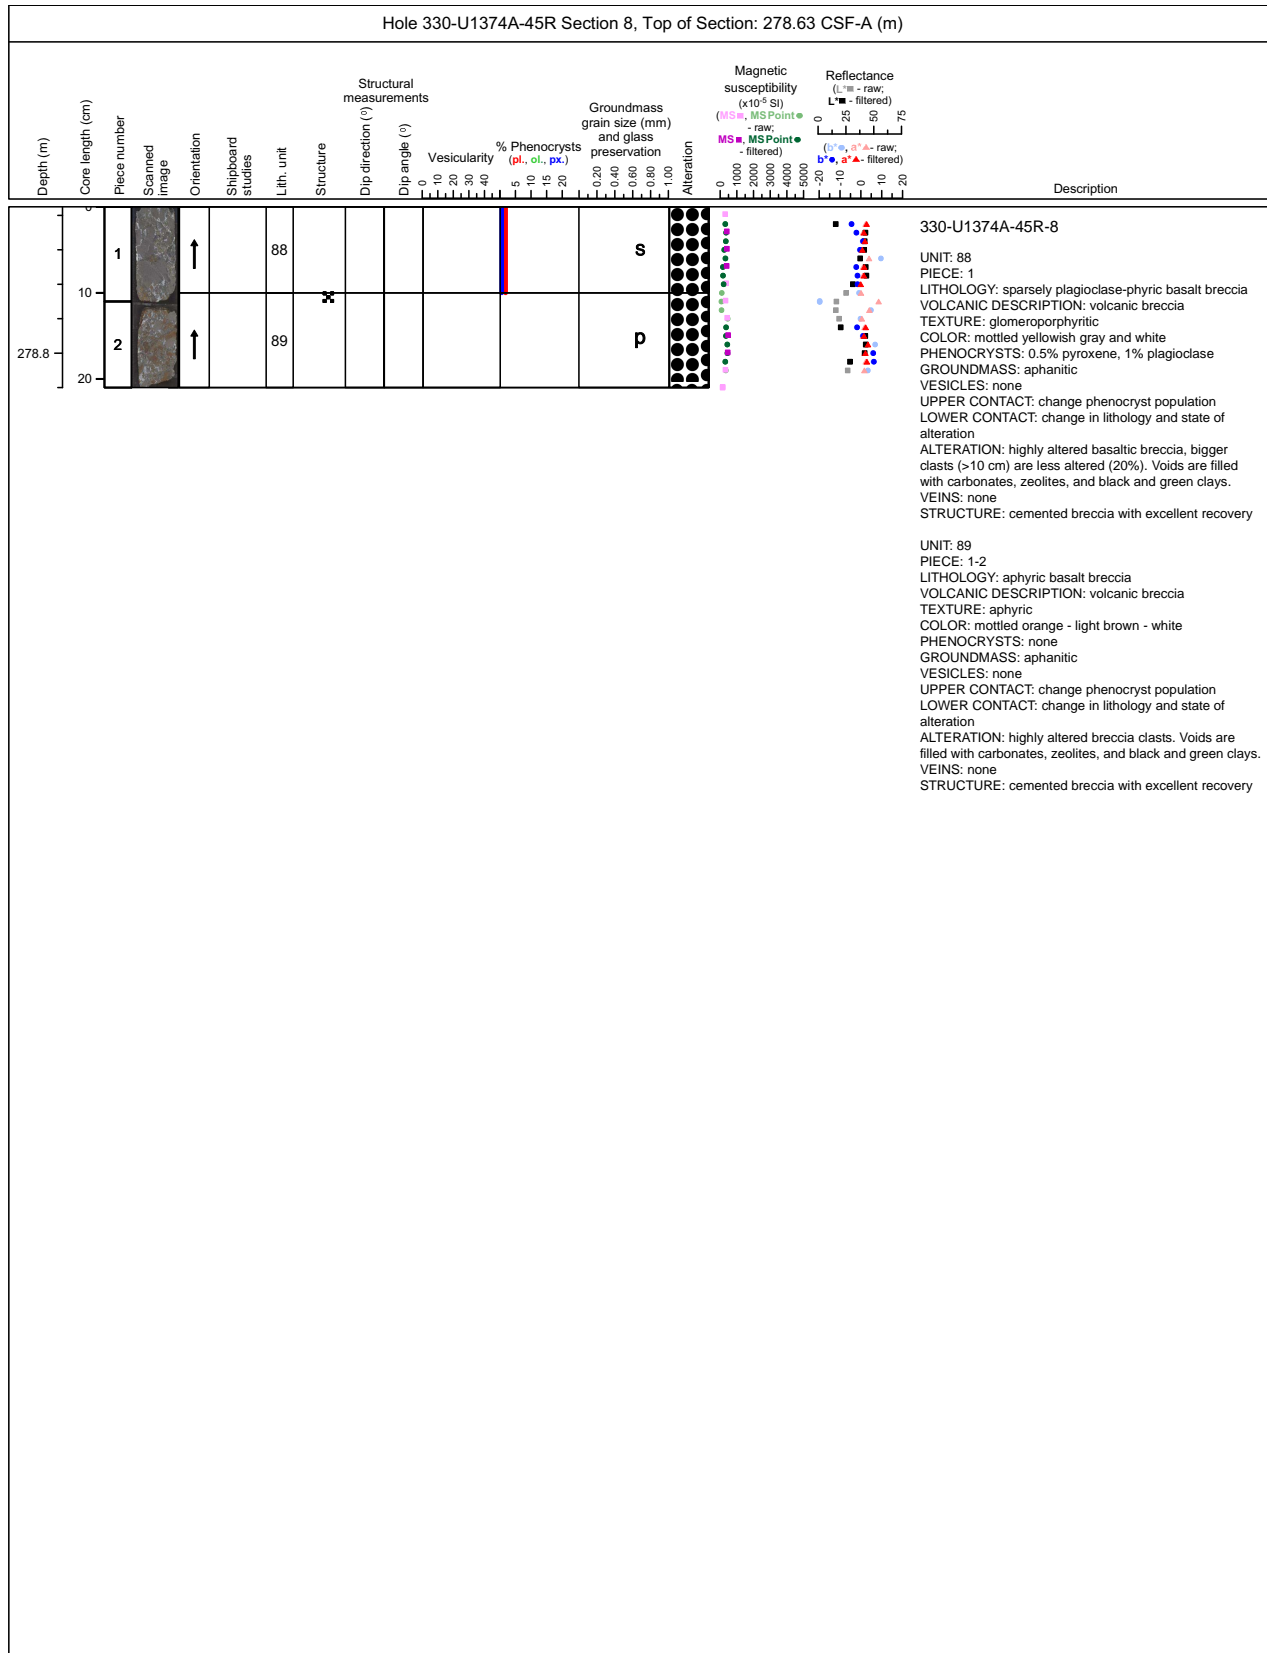 Hole 330-U1374A-45R Section 8, Top of Section: 278.63 CSF-A (m)
Depth (m)
Core length (cm)
Piece number
Scanned
image
Orientation
Shipboard
studies
Lith. unit
Structure
Structural
measurements
Dip direction (º)
Dip angle (º)
Vesicularity
0 10 20 30 40
% Phenocrysts
(pl., ol., px.)
5 10 15 20
Groundmass
grain size (mm)
and glass
preservation
0.20 0.40 0.60 0.80 1.00
Alteration
Magnetic
susceptibility
(x10-5 SI)
(MS■, MSPoint●
- raw;
MS■, MSPoint●
- filtered)
0 1000 2000 3000 4000 5000
Reflectance
(L*■ - raw;
L*■ - filtered)
0 25 50 75
(b*●, a*▲- raw;
b*●, a*▲- filtered)
-20 -10 0 10 20
Description
0
10
20
278.8
1
2
88
89
s
p
330-U1374A-45R-8
UNIT: 88
PIECE: 1
LITHOLOGY: sparsely plagioclase-phyric basalt breccia
VOLCANIC DESCRIPTION: volcanic breccia
TEXTURE: glomeroporphyritic
COLOR: mottled yellowish gray and white
PHENOCRYSTS: 0.5% pyroxene, 1% plagioclase
GROUNDMASS: aphanitic
VESICLES: none
UPPER CONTACT: change phenocryst population
LOWER CONTACT: change in lithology and state of
alteration
ALTERATION: highly altered basaltic breccia, bigger
clasts (>10 cm) are less altered (20%). Voids are filled
with carbonates, zeolites, and black and green clays.
VEINS: none
STRUCTURE: cemented breccia with excellent recovery
UNIT: 89
PIECE: 1-2
LITHOLOGY: aphyric basalt breccia
VOLCANIC DESCRIPTION: volcanic breccia
TEXTURE: aphyric
COLOR: mottled orange - light brown - white
PHENOCRYSTS: none
GROUNDMASS: aphanitic
VESICLES: none
UPPER CONTACT: change phenocryst population
LOWER CONTACT: change in lithology and state of
alteration
ALTERATION: highly altered breccia clasts. Voids are
filled with carbonates, zeolites, and black and green clays.
VEINS: none
STRUCTURE: cemented breccia with excellent recovery